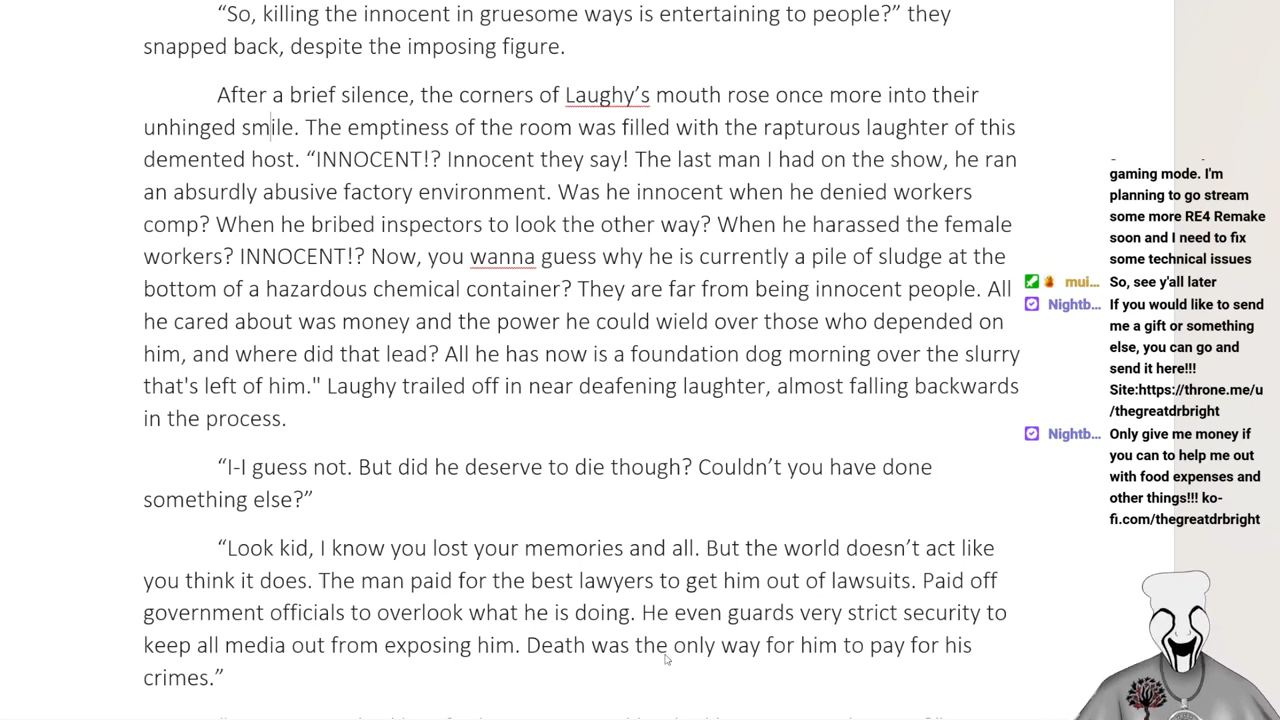 “So, killing the innocent in gruesome ways is entertaining to people?” they
snapped back, despite the imposing figure.
After a brief silence, the corners of Laughy’s mouth rose once more into their
unhinged smile. The emptiness of the room was filled with the rapturous laughter of this
demented host. “INNOCENT!? Innocent they say! The last man I had on the show, he ran
an absurdly abusive factory environment. Was he innocent when he denied workers
comp? When he bribed inspectors to look the other way? When he harassed the female
workers? INNOCENT!? Now, you wanna guess why he is currently a pile of sludge at the
bottom of a hazardous chemical container? They are far from being innocent people. All
he cared about was money and the power he could wield over those who depended on
him, and where did that lead? All he has now is a foundation dog morning over the slurry
that's left of him." Laughy trailed off in near deafening laughter, almost falling backwards
in the process.
“I-I guess not. But did he deserve to die though? Couldn’t you have done
something else?”
“Look kid, I know you lost your memories and all. But the world doesn’t act like
you think it does. The man paid for the best lawyers to get him out of lawsuits. Paid off
government officials to overlook what he is doing. He even guards very strict security to
keep all media out from exposing him. Death was the only way for him to pay for his
crimes.”
gaming mode. I'm
planning to go stream
some more RE4 Remake
soon and I need to fix
some technical issues
mui... So, see y'all later
Nightb... If you would like to send
me a gift or something
else, you can go and
send it here!!!
Site:https://throne.me/u
/thegreatdrbright
Nightb... Only give me money if
you can to help me out
with food expenses and
other things!!! ko-
fi.com/thegreatdrbright